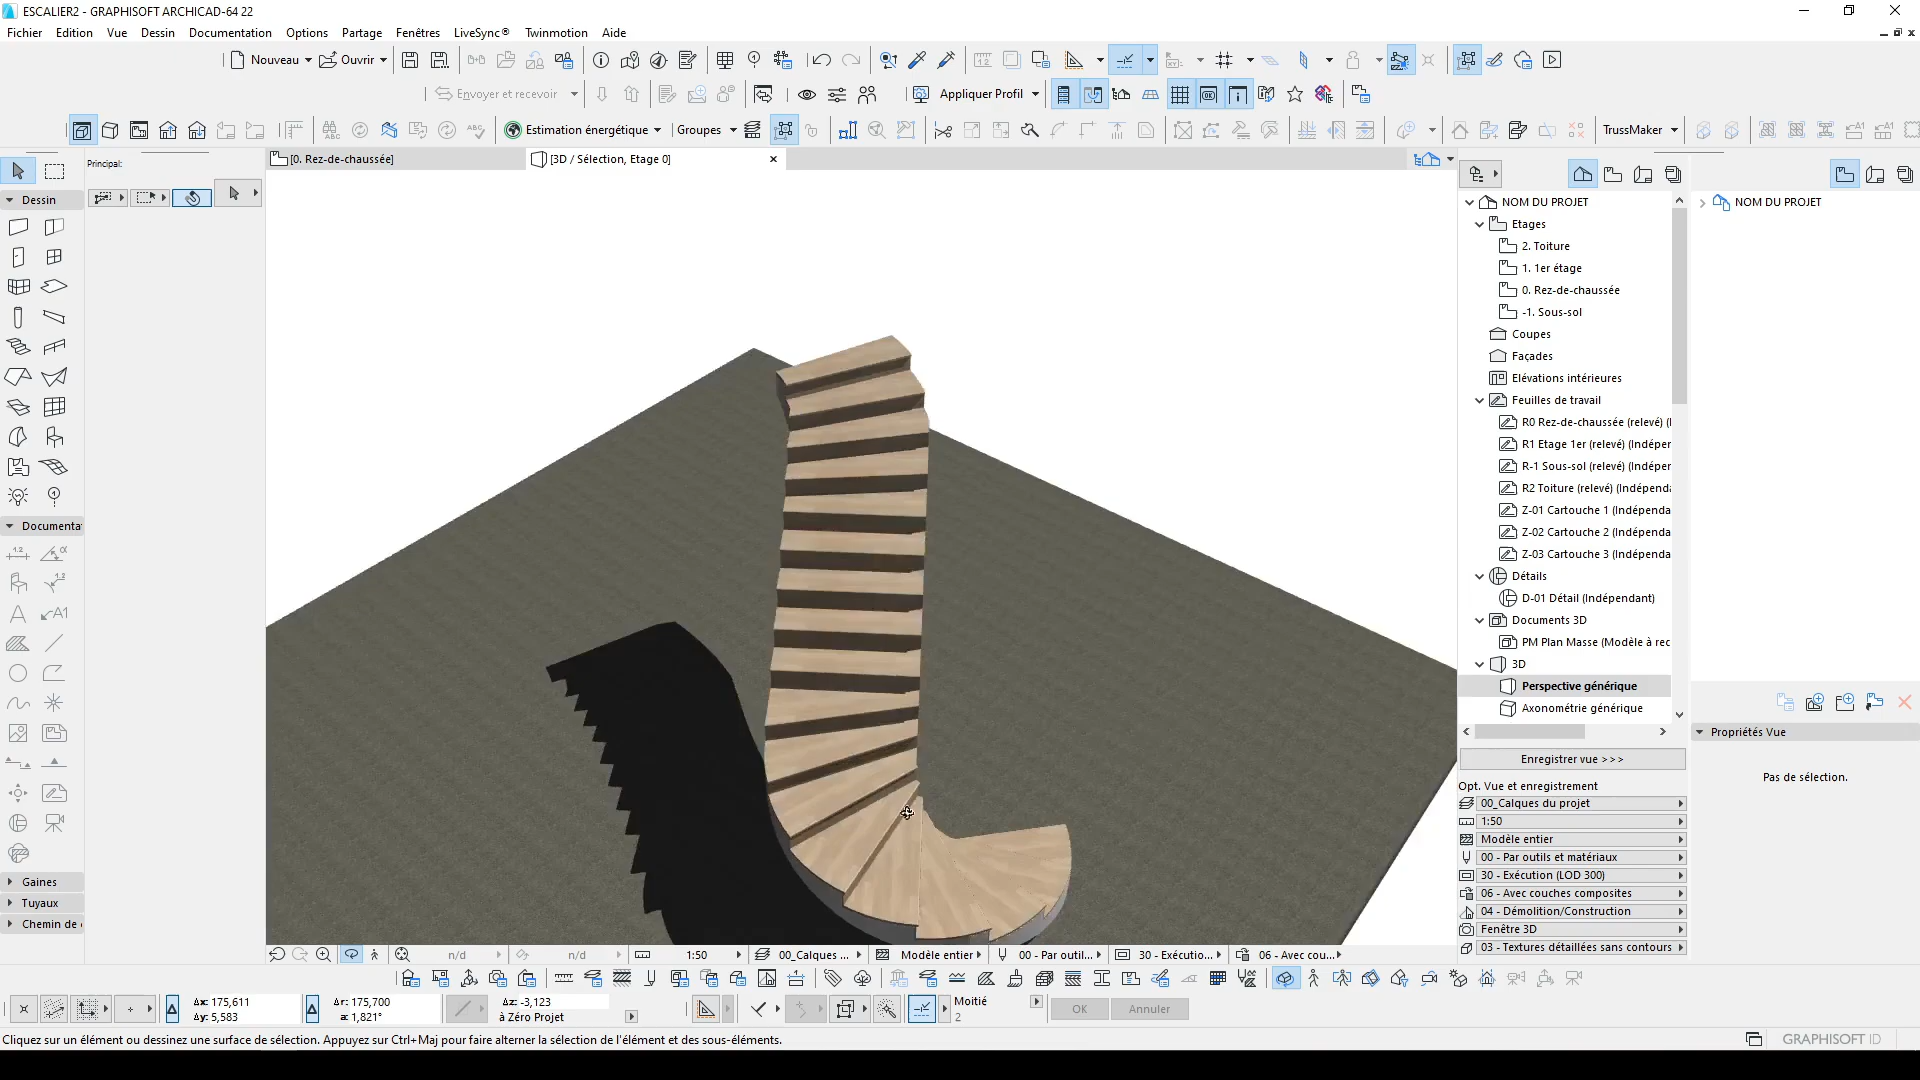 ESCALIER2 - GRAPHISOFT ARCHICAD-64 22
Fichier Edition Vue Dessin Documentation Options Partage Fenêtres LiveSync® Twinmotion Aide
Nouveau Ouvrir
Envoyer et recevoir Appliquer Profil
Estimation énergétique Groupes TrussMaker
Principal:
[0. Rez-de-chaussée] [3D / Sélection, Etage 0]
Dessin
Documenta
Gaines
Tuyaux
Chemin de
NOM DU PROJET
Etages
2. Toiture
1. 1er étage
0. Rez-de-chaussée
-1. Sous-sol
Coupes
Façades
Elévations intérieures
Feuilles de travail
R0 Rez-de-chaussée (relevé) (I
R1 Etage 1er (relevé) (Indéper
R-1 Sous-sol (relevé) (Indéper
R2 Toiture (relevé) (Indépenda
Z-01 Cartouche 1 (Indépenda
Z-02 Cartouche 2 (Indépenda
Z-03 Cartouche 3 (Indépenda
Détails
D-01 Détail (Indépendant)
Documents 3D
PM Plan Masse (Modèle à rec
3D
Perspective générique
Axonométrie générique
Enregistrer vue >>>
Opt. Vue et enregistrement
00_Calques du projet
1:50
Modèle entier
00 - Par outils et matériaux
30 - Exécution (LOD 300)
06 - Avec couches composites
04 - Démolition/Construction
Fenêtre 3D
03 - Textures détaillées sans contours
NOM DU PROJET
Propriétés Vue
Pas de sélection.
n/d n/d 1:50 00_Calques ... Modèle entier 00 - Par outil... 30 - Exécutio... 06 - Avec cou...
Δx: 175,611
Δy: 5,583
Δr: 175,700
a: 1,821°
Δz: -3,123
à Zéro Projet
Moitié
2
OK Annuler
Cliquez sur un élément ou dessinez une surface de sélection. Appuyez sur Ctrl+Maj pour faire alterner la sélection de l'élément et des sous-éléments.
GRAPHISOFT ID